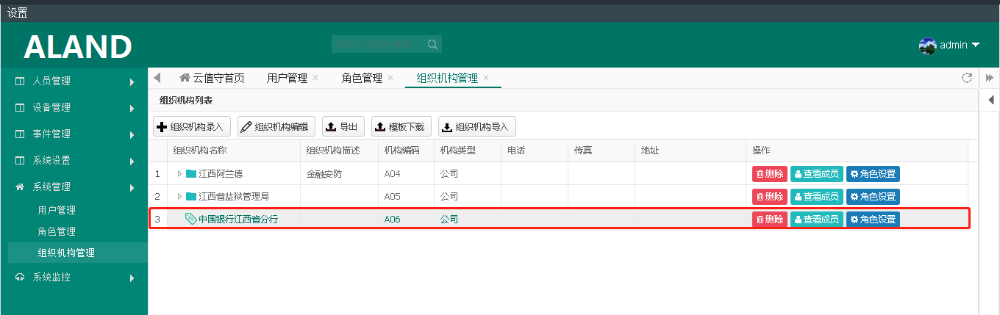 设置
ALAND
admin
人员管理
设备管理
事件管理
系统设置
系统管理
用户管理
角色管理
组织机构管理
系统监控
云值守首页 用户管理 × 角色管理 × 组织机构管理 ×
组织机构列表
组织机构录入 组织机构编辑 导出 模板下载 组织机构导入
组织机构名称 组织机构描述 机构编码 机构类型 电话 传真 地址 操作
1 江西阿兰德 金融安防 A04 公司 删除 查看成员 角色设置
2 江西省监狱管理局 A05 公司 删除 查看成员 角色设置
3 中国银行江西省分行 A06 公司 删除 查看成员 角色设置